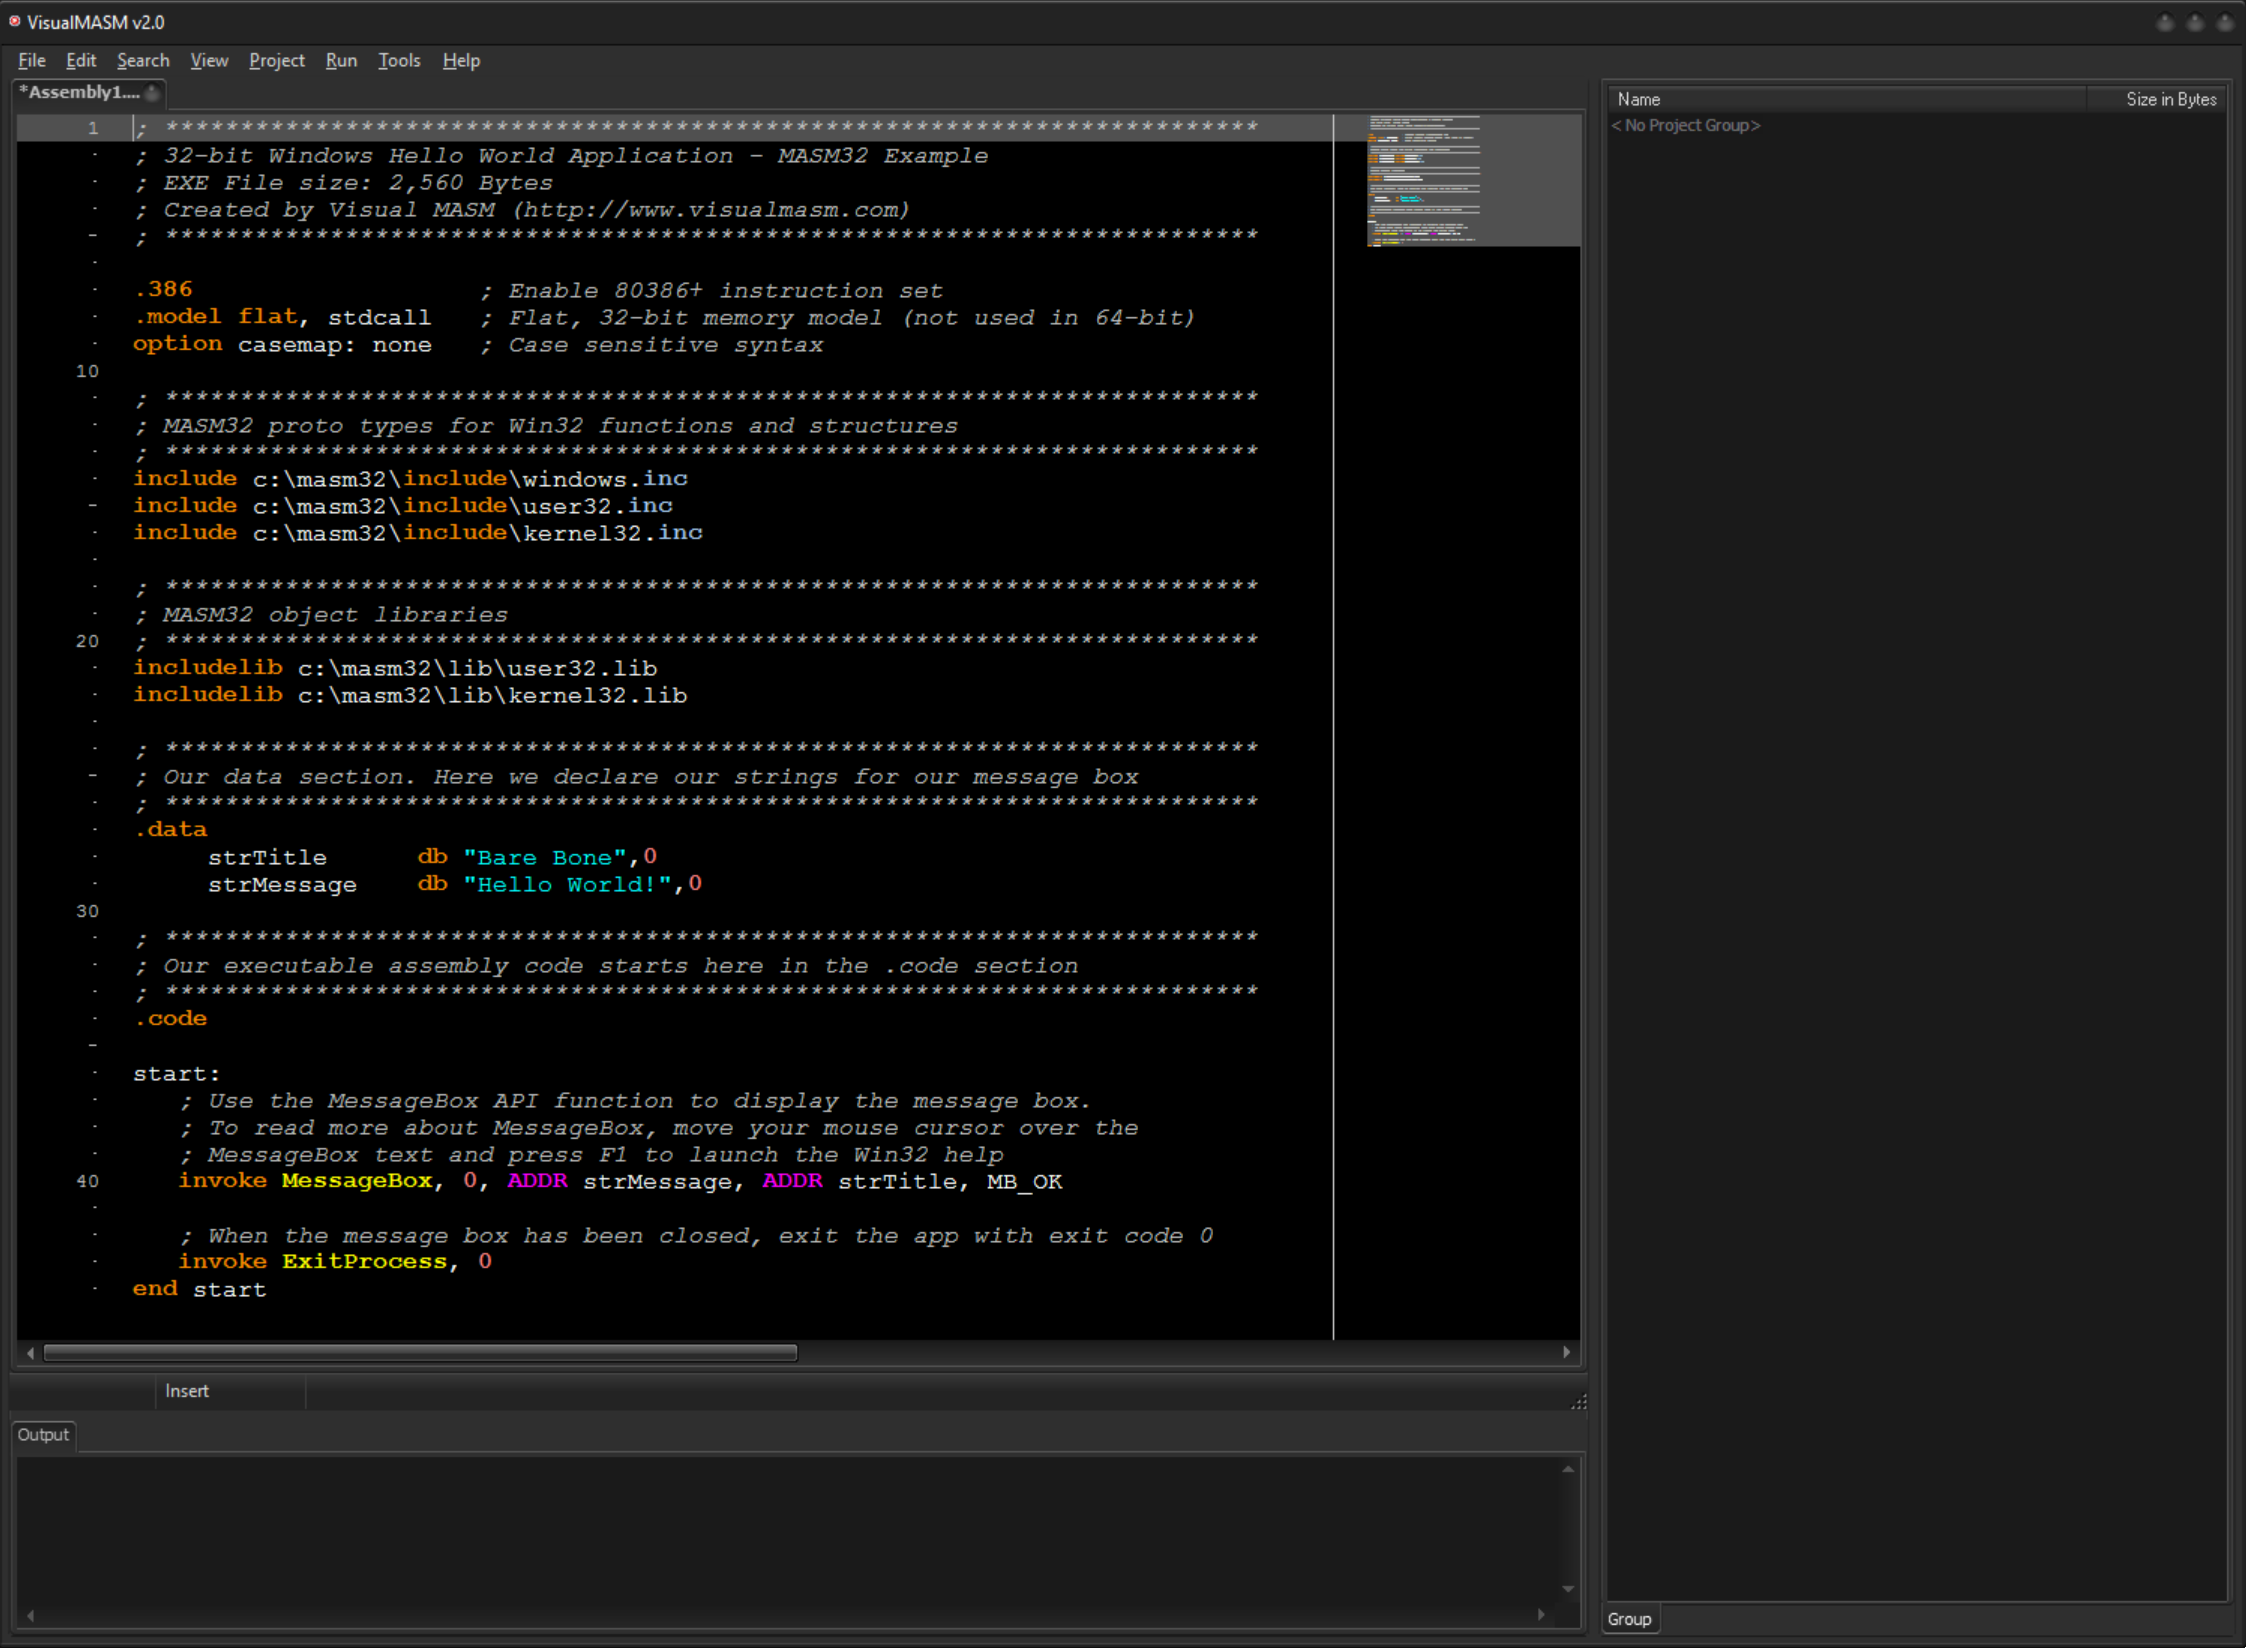 VisualMASM v2.0
File Edit Search View Project Run Tools Help
*Assembly1....
1 ; *************************************************************************
; 32-bit Windows Hello World Application - MASM32 Example
; EXE File size: 2,560 Bytes
; Created by Visual MASM (http://www.visualmasm.com)
; *************************************************************************
.386 ; Enable 80386+ instruction set
.model flat, stdcall ; Flat, 32-bit memory model (not used in 64-bit)
option casemap: none ; Case sensitive syntax
10
; *************************************************************************
; MASM32 proto types for Win32 functions and structures
; *************************************************************************
include c:\masm32\include\windows.inc
include c:\masm32\include\user32.inc
include c:\masm32\include\kernel32.inc
; *************************************************************************
; MASM32 object libraries
20 ; *************************************************************************
includelib c:\masm32\lib\user32.lib
includelib c:\masm32\lib\kernel32.lib
; *************************************************************************
; Our data section. Here we declare our strings for our message box
; *************************************************************************
.data
strTitle db "Bare Bone",0
strMessage db "Hello World!",0
30
; *************************************************************************
; Our executable assembly code starts here in the .code section
; *************************************************************************
.code
start:
; Use the MessageBox API function to display the message box.
; To read more about MessageBox, move your mouse cursor over the
; MessageBox text and press F1 to launch the Win32 help
40 invoke MessageBox, 0, ADDR strMessage, ADDR strTitle, MB_OK
; When the message box has been closed, exit the app with exit code 0
invoke ExitProcess, 0
end start
Insert
Output
Name Size in Bytes
<No Project Group>
Group